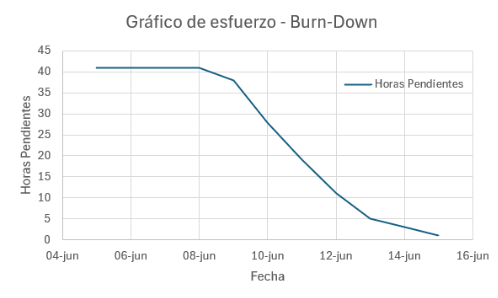 Gráfico de esfuerzo - Burn-Down
45
40
35
30
25
20
15
10
5
0
Horas Pendientes
Horas Pendientes
04-jun 06-jun 08-jun 10-jun 12-jun 14-jun 16-jun
Fecha